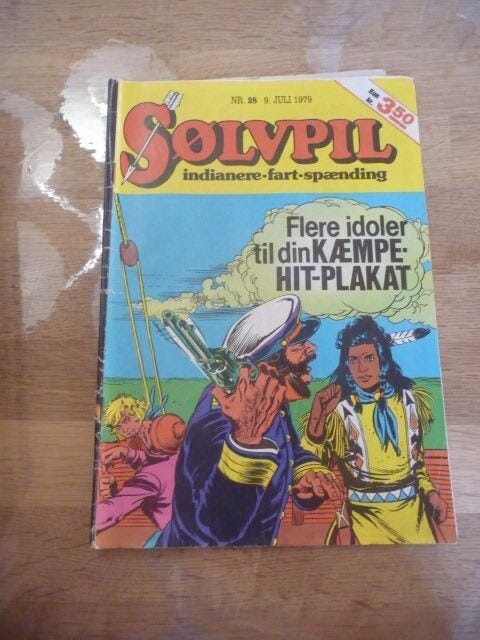 NR. 28 9. JULI 1979
Kun
Kr. 3.50
SØLVPIL
indianere-fart-spænding
Flere idoler
til din KÆMPE-
HIT-PLAKAT